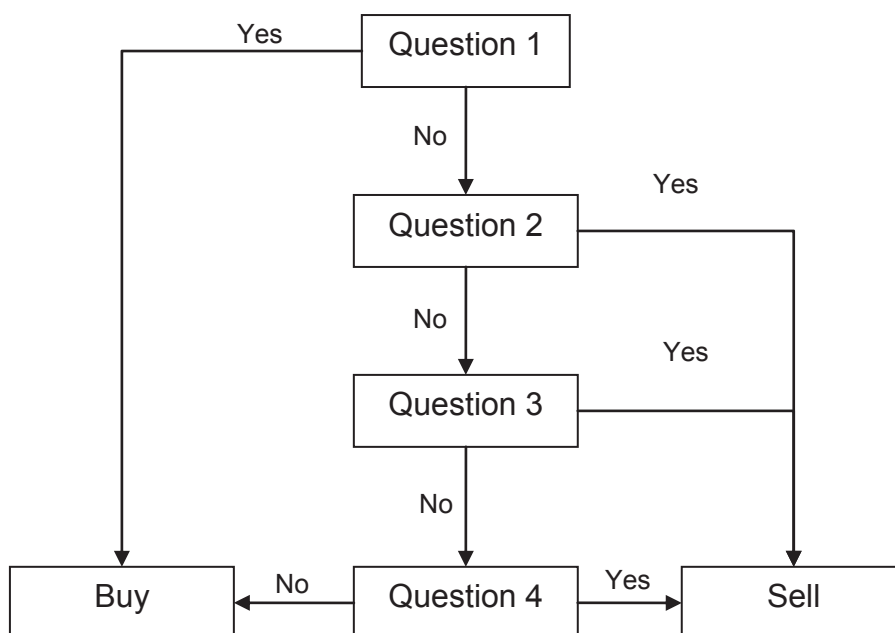 Yes
Question 1
No
Yes
Question 2
No
Yes
Question 3
No
Buy
No
Question 4
Yes
Sell